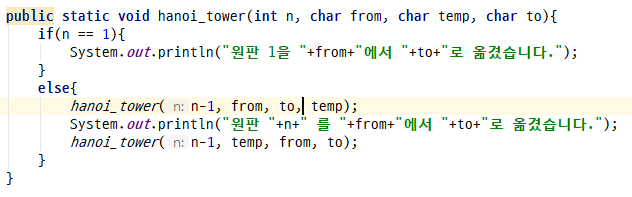 public static void hanoi_tower(int n, char from, char temp, char to){
if(n == 1){
System.out.println("원판 1을 "+from+"에서 "+to+"로 옮겼습니다.");
}
else{
hanoi_tower( n: n-1, from, to, temp);
System.out.println("원판 "+n+" 를 "+from+"에서 "+to+"로 옮겼습니다.");
hanoi_tower( n: n-1, temp, from, to);
}
}